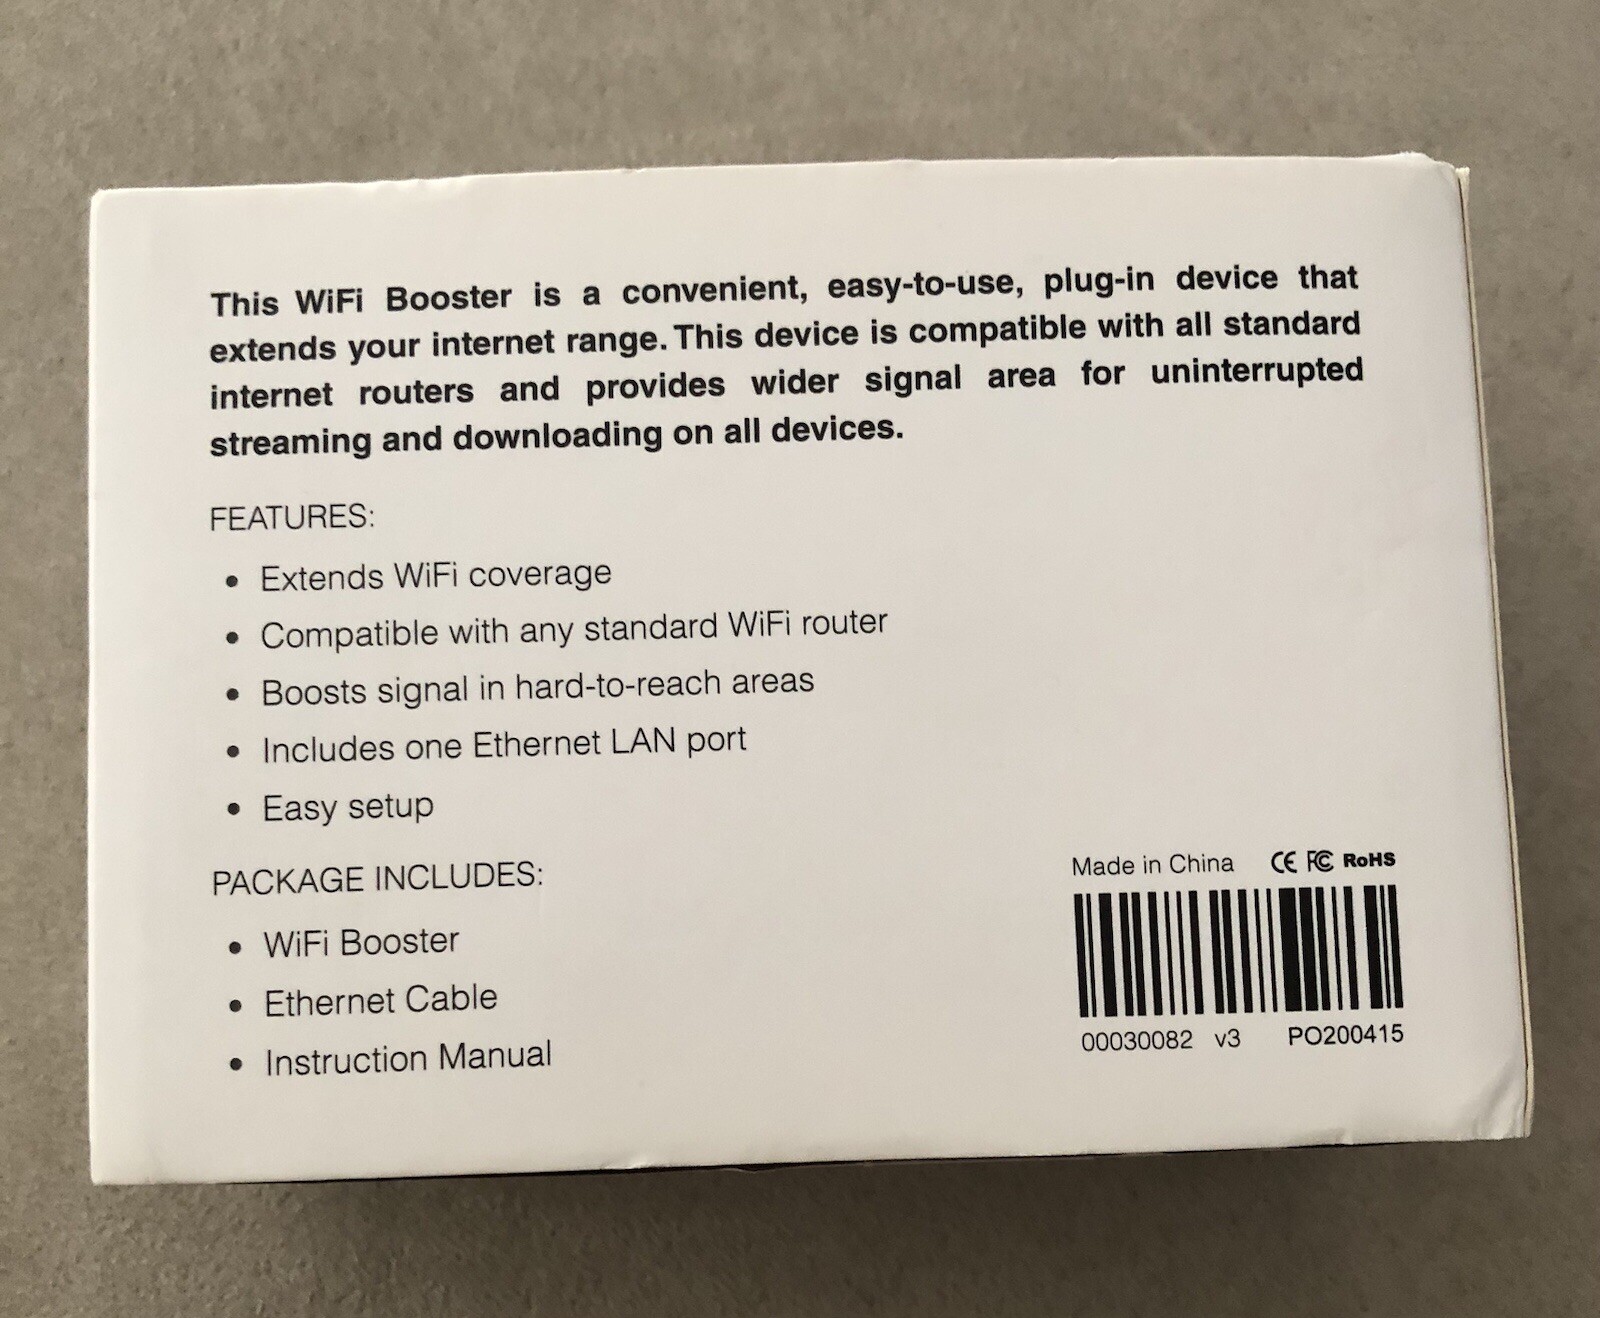 This WiFi Booster is a convenient, easy-to-use, plug-in device that
extends your internet range. This device is compatible with all standard
internet routers and provides wider signal area for uninterrupted
streaming and downloading on all devices.
FEATURES:
• Extends WiFi coverage
• Compatible with any standard WiFi router
• Boosts signal in hard-to-reach areas
• Includes one Ethernet LAN port
• Easy setup
PACKAGE INCLUDES:
• WiFi Booster
• Ethernet Cable
• Instruction Manual
Made in China CE FC RoHS
00030082 v3 PO200415